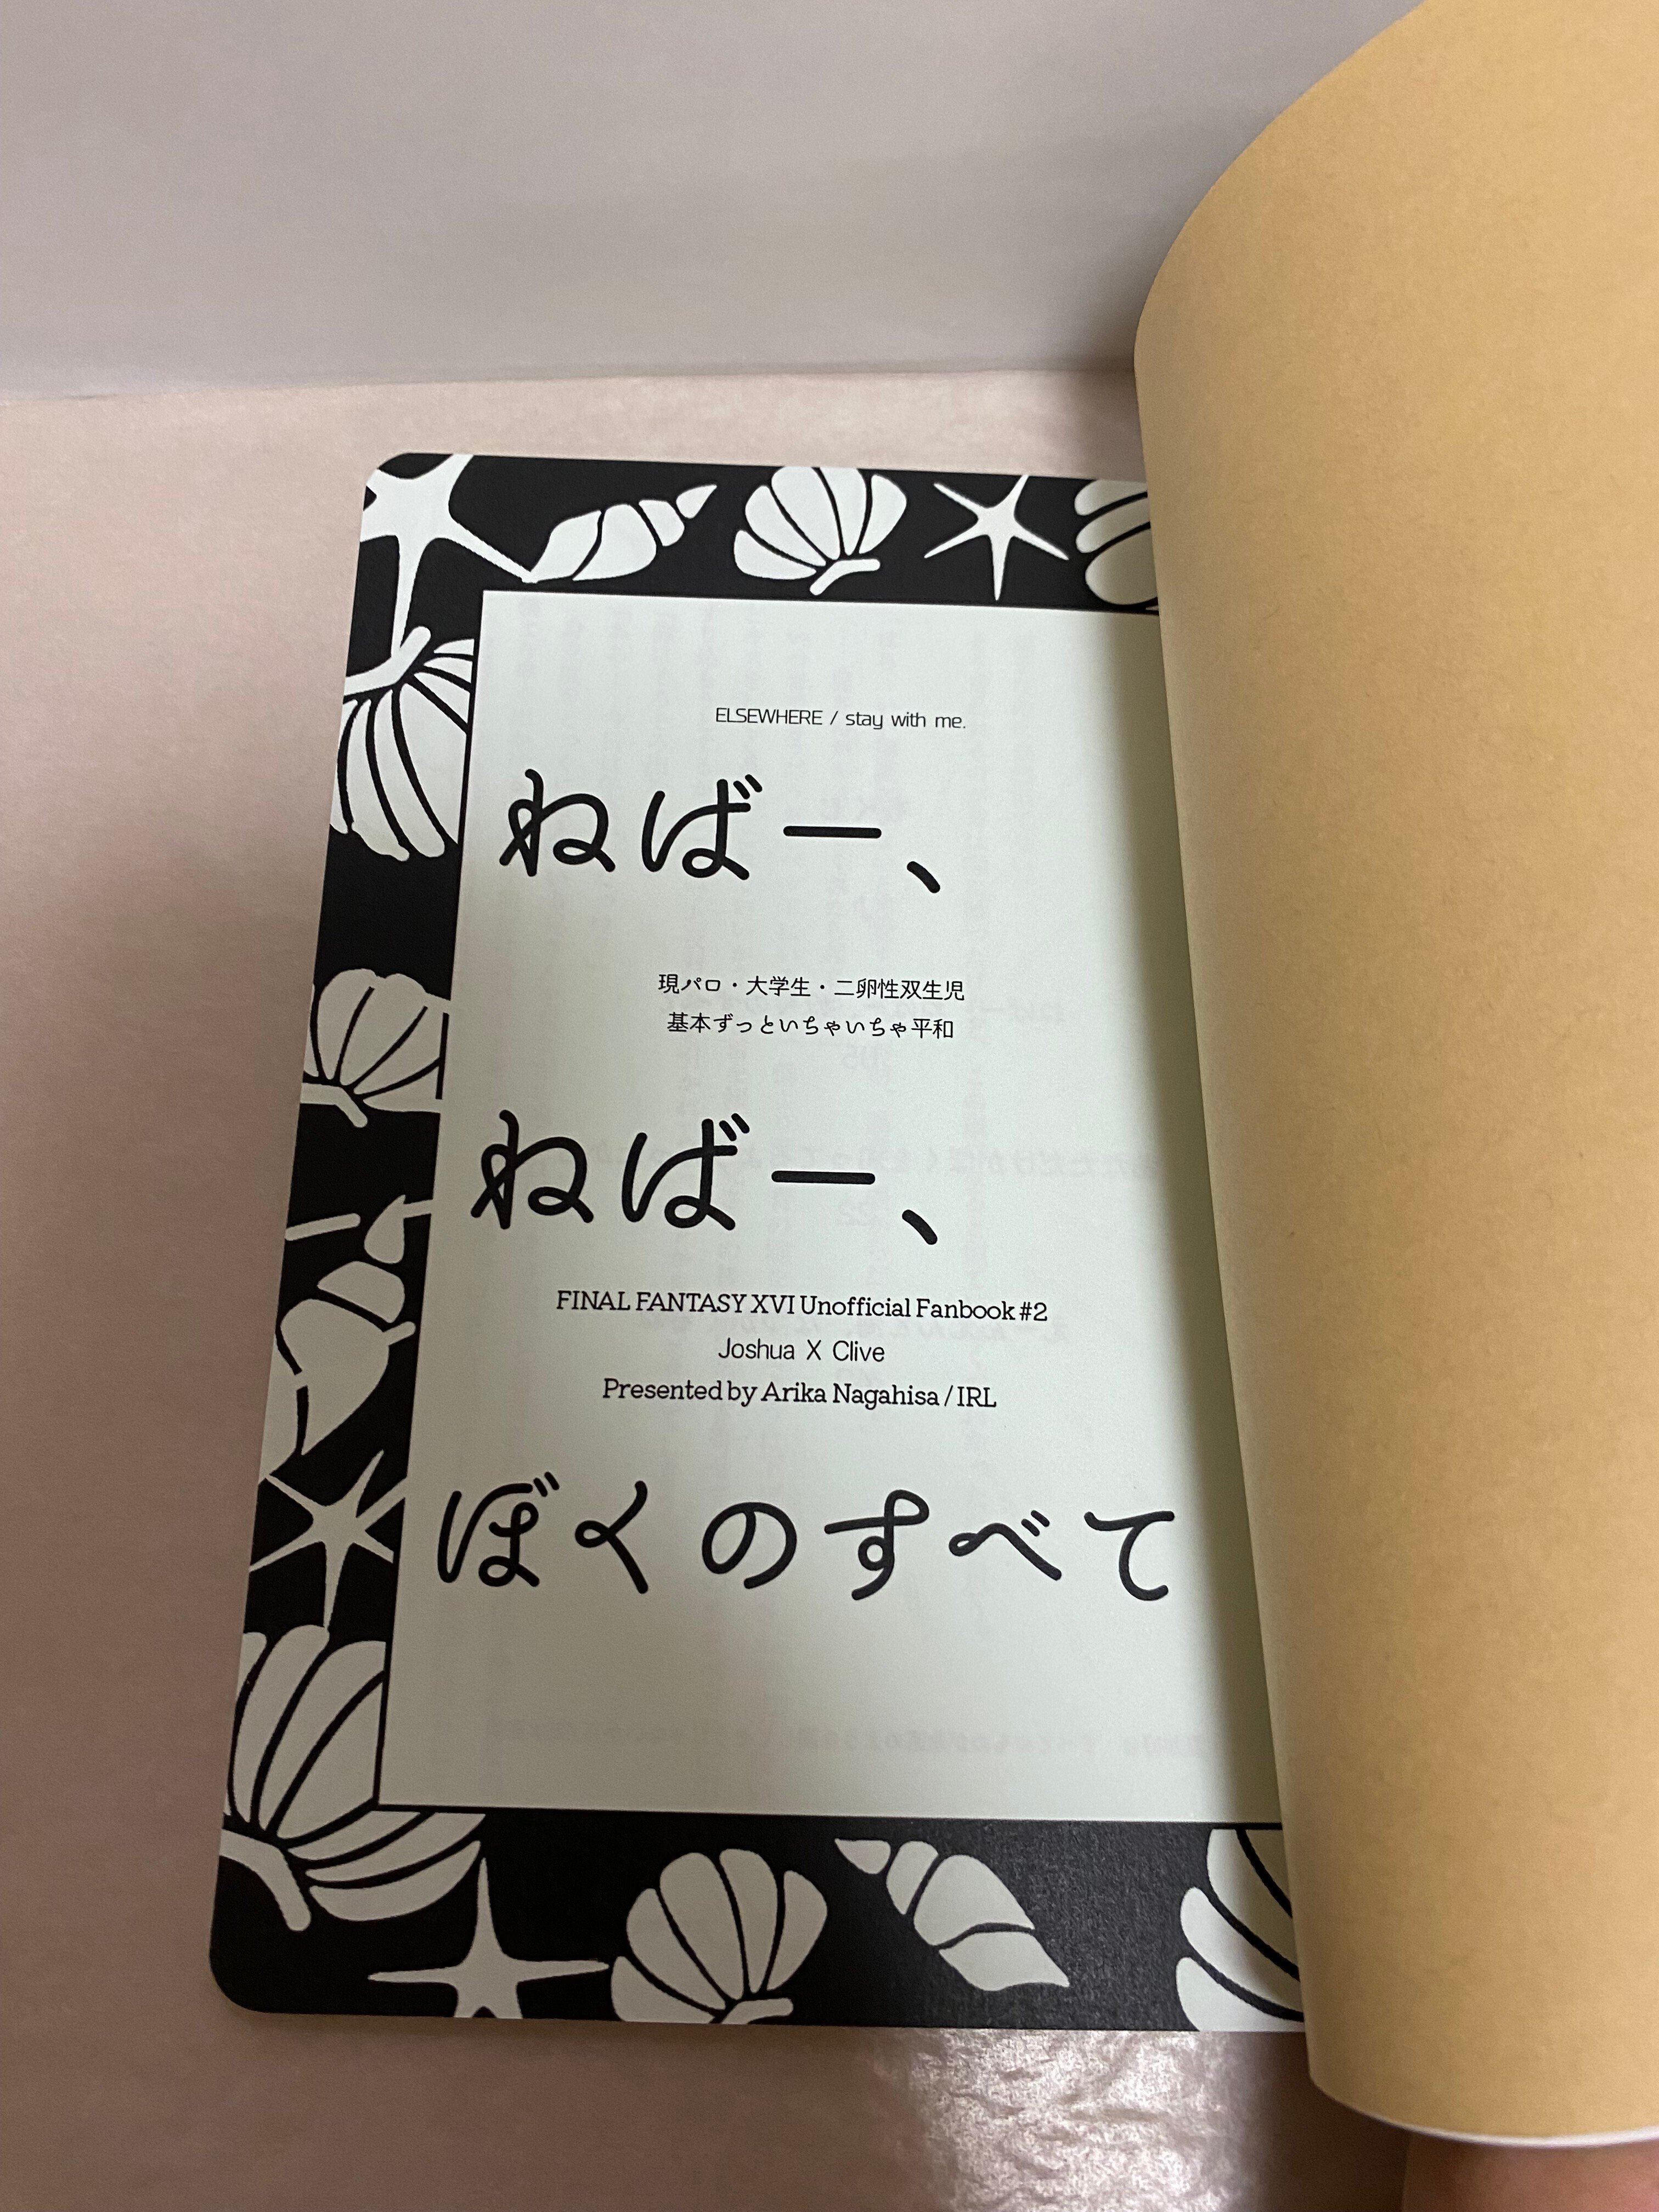 ELSEWHERE / stay with me.
ねばー、
現パロ・大学生・二卵性双生児
基本ずっといちゃいちゃ平和
ねばー、
FINAL FANTASY XVI Unofficial Fanbook #2
Joshua X Clive
Presented by Arika Nagahisa / IRL
ぼくのすべて